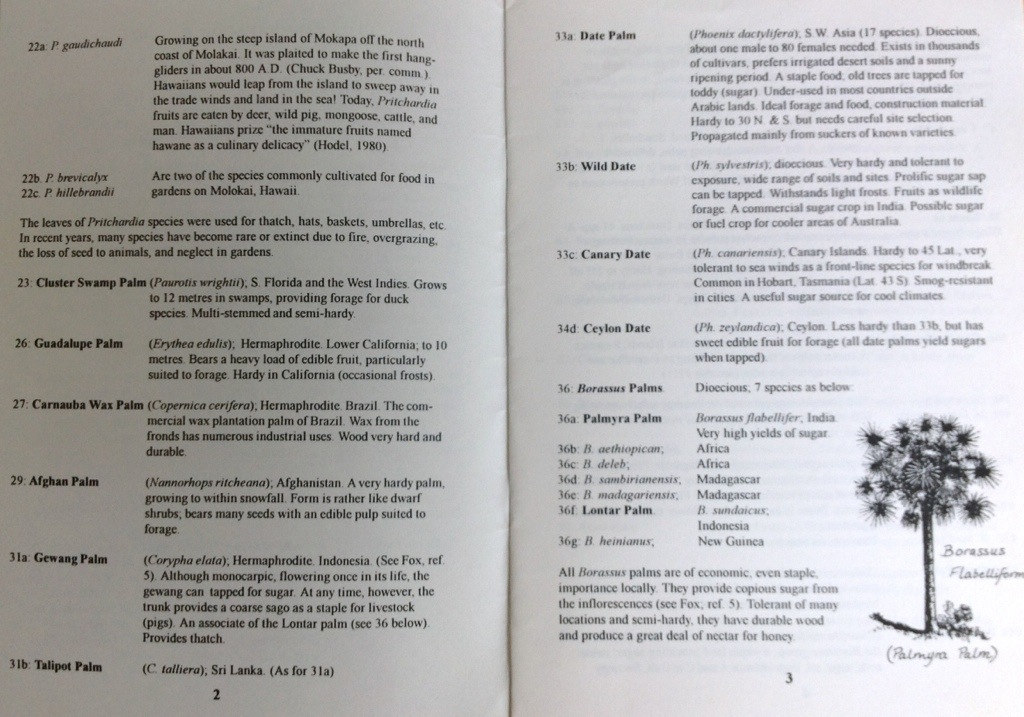 22a: P. gaudichaudi Growing on the steep island of Mokapa off the north
coast of Molakai. It was plaited to make the first hang-
gliders in about 800 A.D. (Chuck Busby, per. comm.).
Hawaiians would leap from the island to sweep away in
the trade winds and land in the sea! Today, Pritchardia
fruits are eaten by deer, wild pig, mongoose, cattle, and
man. Hawaiians prize "the immature fruits named
hawane as a culinary delicacy" (Hodel, 1980).
22b. P. brevicalyx Are two of the species commonly cultivated for food in
22c. P. hillebrandii gardens on Molokai, Hawaii.
The leaves of Pritchardia species were used for thatch, hats, baskets, umbrellas, etc.
In recent years, many species have become rare or extinct due to fire, overgrazing,
the loss of seed to animals, and neglect in gardens.
23: Cluster Swamp Palm (Paurotis wrightii); S. Florida and the West Indies. Grows
to 12 metres in swamps, providing forage for duck
species. Multi-stemmed and semi-hardy.
26: Guadalupe Palm (Erythea edulis); Hermaphrodite. Lower California; to 10
metres. Bears a heavy load of edible fruit, particularly
suited to forage. Hardy in California (occasional frosts).
27: Carnauba Wax Palm (Copernica cerifera); Hermaphrodite. Brazil. The com-
mercial wax plantation palm of Brazil. Wax from the
fronds has numerous industrial uses. Wood very hard and
durable.
29: Afghan Palm (Nannorhops ritcheana); Afghanistan. A very hardy palm,
growing to within snowfall. Form is rather like dwarf
shrubs; bears many seeds with an edible pulp suited to
forage.
31a: Gewang Palm (Corypha elata); Hermaphrodite. Indonesia. (See Fox, ref.
5). Although monocarpic, flowering once in its life, the
gewang can tapped for sugar. At any time, however, the
trunk provides a coarse sago as a staple for livestock
(pigs). An associate of the Lontar palm (see 36 below).
Provides thatch.
31b: Talipot Palm (C. talliera); Sri Lanka. (As for 31a)
2
33a: Date Palm (Phoenix dactylifera); S.W. Asia (17 species). Dioecious,
about one male to 80 females needed. Exists in thousands
of cultivars, prefers irrigated desert soils and a sunny
ripening period. A staple food, old trees are tapped for
toddy (sugar). Under-used in most countries outside
Arabic lands. Ideal forage and food, construction material.
Hardy to 30 N. & S. but needs careful site selection.
Propagated mainly from suckers of known varieties.
33b: Wild Date (Ph. sylvestris); dioecious. Very hardy and tolerant to
exposure, wide range of soils and sites. Prolific sugar sap
can be tapped. Withstands light frosts. Fruits as wildlife
forage. A commercial sugar crop in India. Possible sugar
or fuel crop for cooler areas of Australia.
33c: Canary Date (Ph. canariensis); Canary Islands. Hardy to 45 Lat., very
tolerant to sea winds as a front-line species for windbreak.
Common in Hobart, Tasmania (Lat. 43 S). Smog-resistant
in cities. A useful sugar source for cool climates.
34d: Ceylon Date (Ph. zeylandica); Ceylon. Less hardy than 33b, but has
sweet edible fruit for forage (all date palms yield sugars
when tapped).
36: Borassus Palms. Dioecious; 7 species as below:
36a: Palmyra Palm Borassus flabellifer; India.
Very high yields of sugar.
36b: B. aethiopican; Africa
36c: B. deleb; Africa
36d: B. sambirianensis; Madagascar
36e: B. madagariensis; Madagascar
36f: Lontar Palm. B. sundaicus;
Indonesia
36g: B. heinianus; New Guinea
All Borassus palms are of economic, even staple,
importance locally. They provide copious sugar from
the inflorescences (see Fox, ref. 5). Tolerant of many
locations and semi-hardy, they have durable wood
and produce a great deal of nectar for honey.
Borassus
Flabelliform
(Palmyra Palm)
3